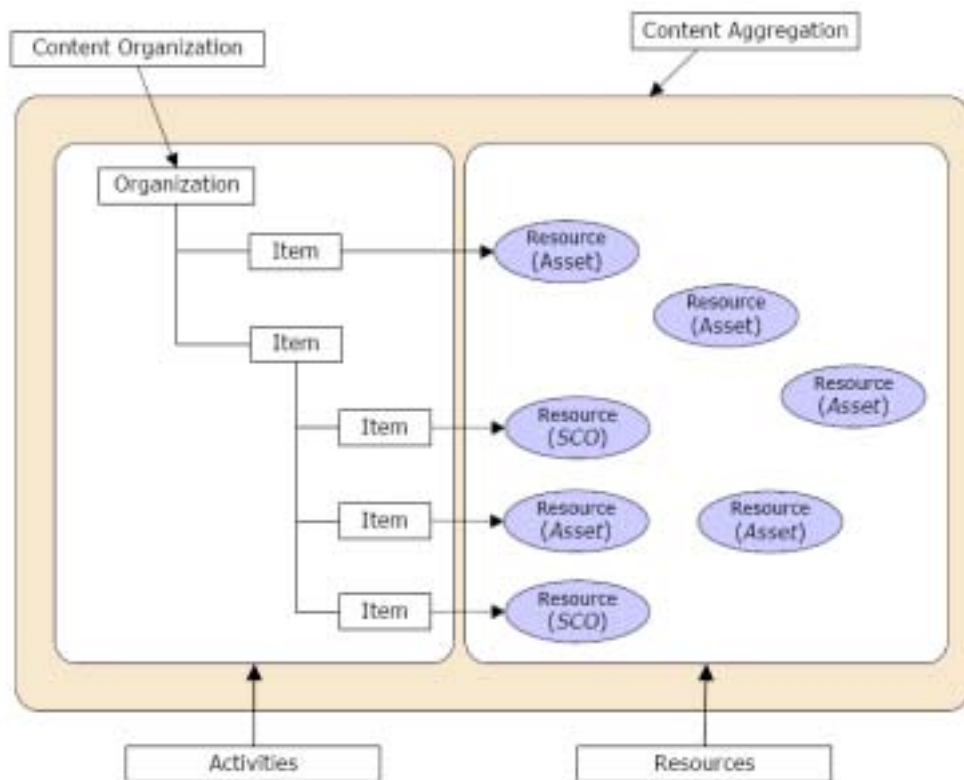 Content Organization
Content Aggregation
Organization
Item
Resource
(Asset)
Resource
(Asset)
Item
Resource
(Asset)
Item
Resource
(SCO)
Item
Resource
(Asset)
Resource
(Asset)
Item
Resource
(SCO)
Activities
Resources